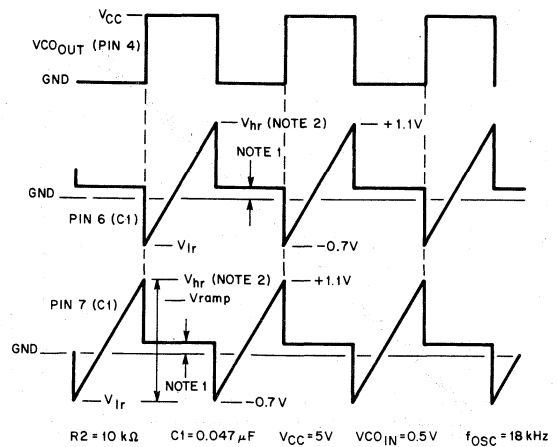 VCC
VCOOUT (PIN 4)
GND
Vhr (NOTE 2)
+1.1V
NOTE 1
GND
PIN 6 (C1)
Vlr
-0.7V
Vhr (NOTE 2)
+1.1V
PIN 7 (C1)
Vramp
GND
NOTE 1
Vlr
-0.7V
R2 = 10 kΩ C1 = 0.047 µF VCC = 5V VCOIN = 0.5V fOSC = 18 kHz